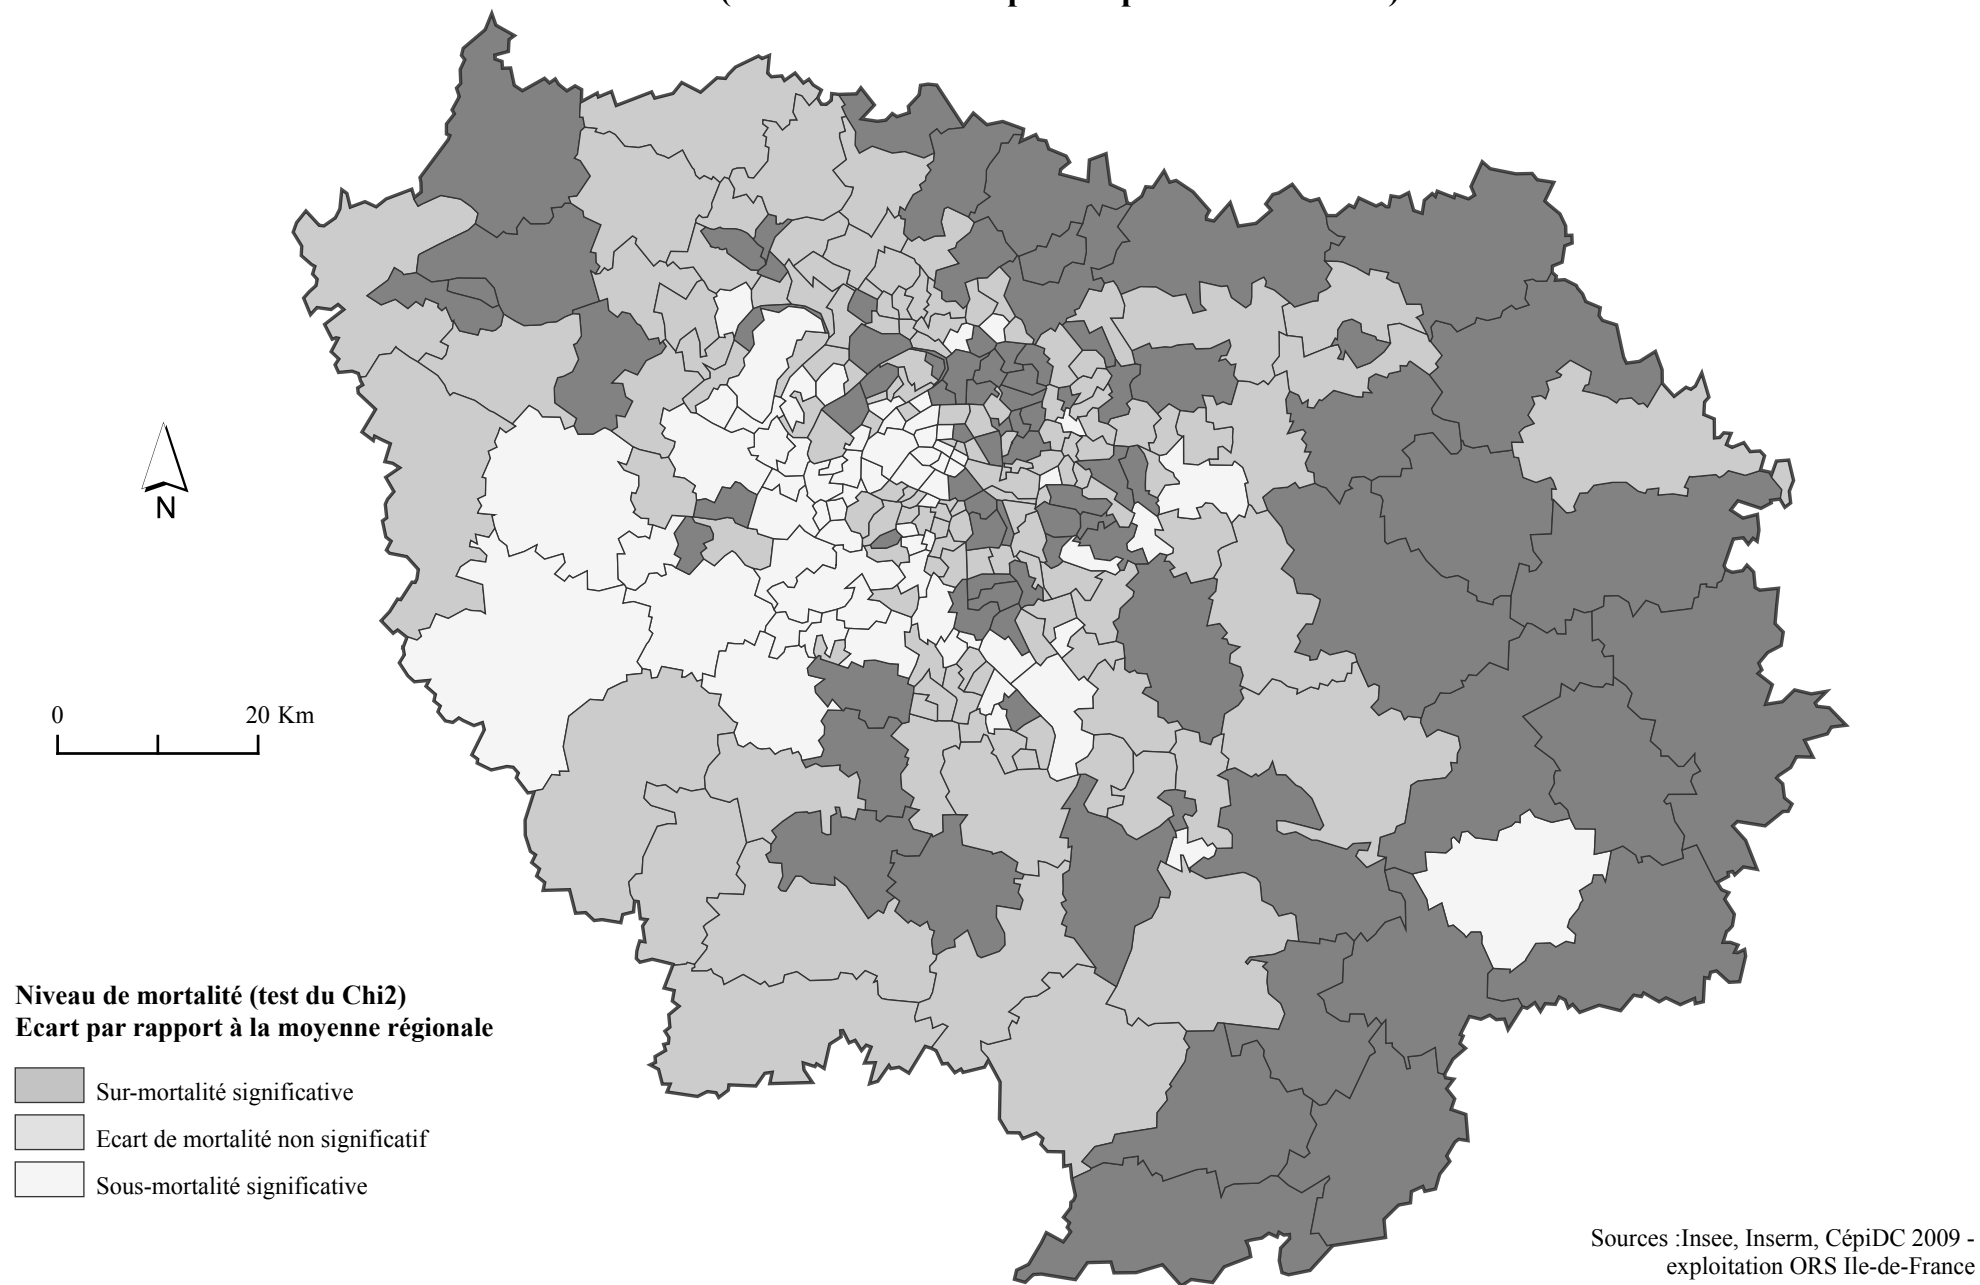 N
0 20 Km
Niveau de mortalité (test du Chi2)
Ecart par rapport à la moyenne régionale
Sur-mortalité significative
Ecart de mortalité non significatif
Sous-mortalité significative
Sources :Insee, Inserm, CépiDC 2009 -
exploitation ORS Ile-de-France